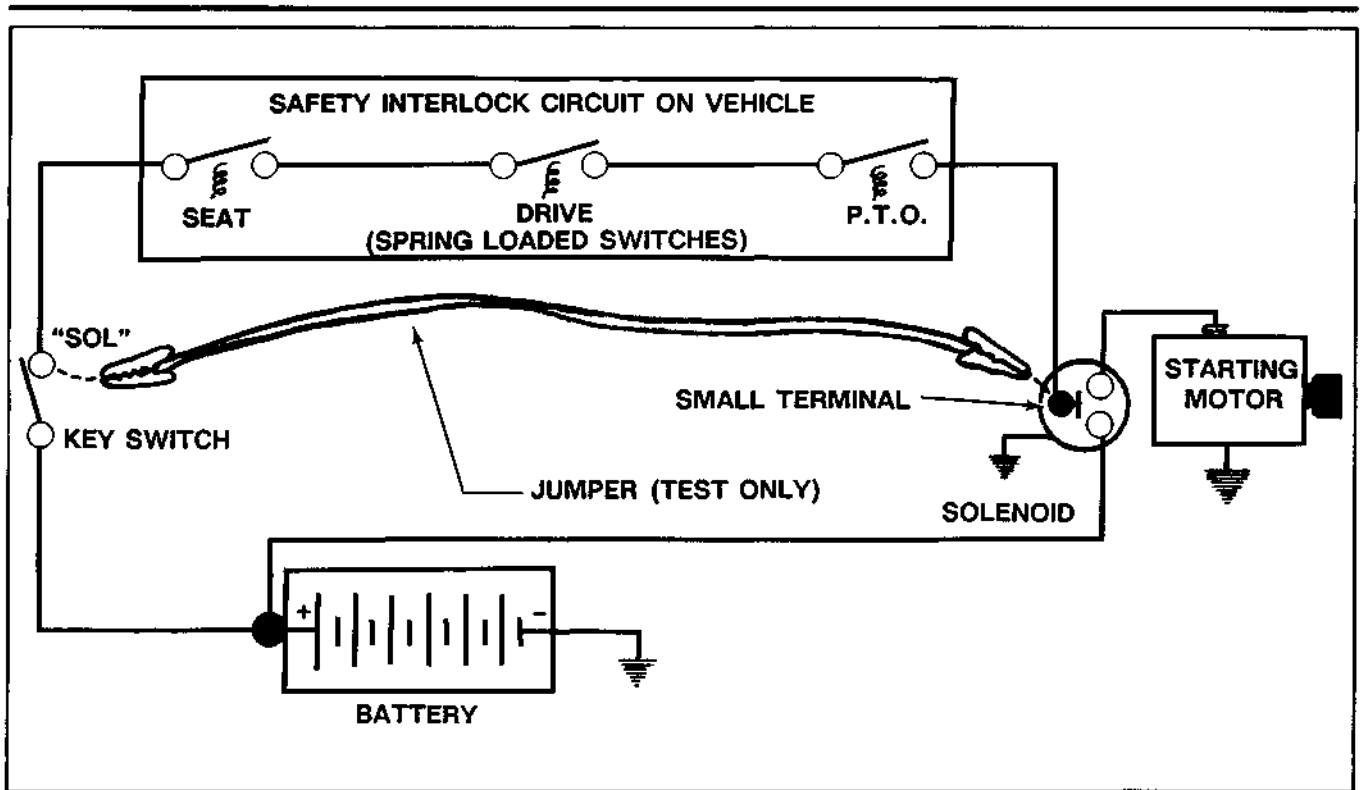 SAFETY INTERLOCK CIRCUIT ON VEHICLE
SEAT
DRIVE
P.T.O.
(SPRING LOADED SWITCHES)
"SOL"
KEY SWITCH
JUMPER (TEST ONLY)
SMALL TERMINAL
STARTING
MOTOR
SOLENOID
+
-
BATTERY